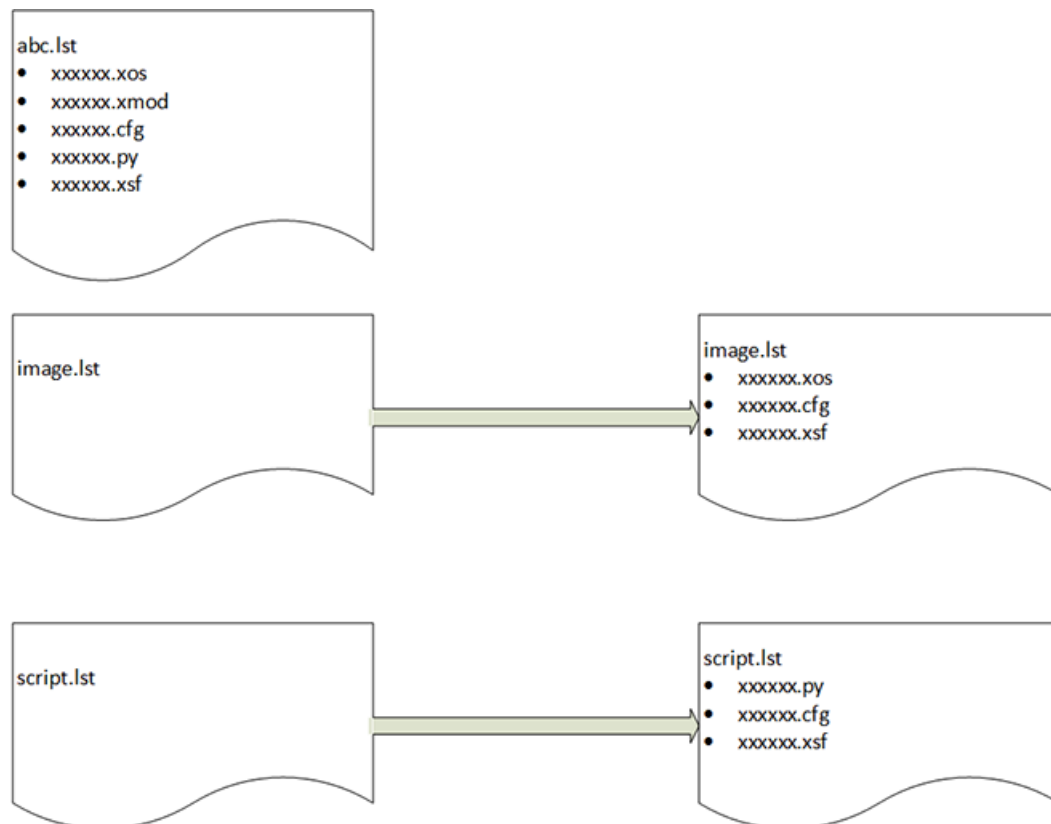 abc.lst
• xxxxxx.xos
• xxxxxx.xmod
• xxxxxx.cfg
• xxxxxx.py
• xxxxxx.xsf
image.lst
image.lst
• xxxxxx.xos
• xxxxxx.cfg
• xxxxxx.xsf
script.lst
script.lst
• xxxxxx.py
• xxxxxx.cfg
• xxxxxx.xsf